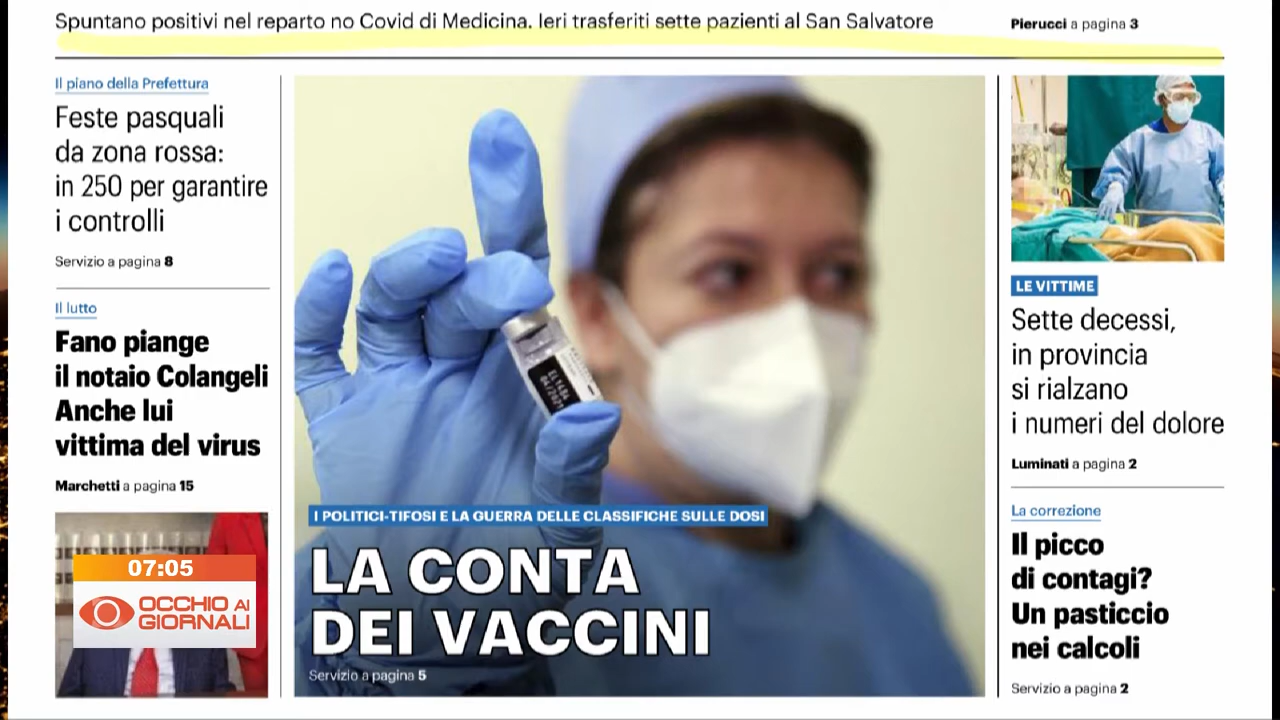 Spuntano positivi nel reparto no Covid di Medicina. Ieri trasferiti sette pazienti al San Salvatore
Pierucci a pagina 3
Il piano della Prefettura
Feste pasquali
da zona rossa:
in 250 per garantire
i controlli
Servizio a pagina 8
Il lutto
Fano piange
il notaio Colangeli
Anche lui
vittima del virus
Marchetti a pagina 15
07:05
OCCHIO AI
GIORNALI
I POLITICI-TIFOSI E LA GUERRA DELLE CLASSIFICHE SULLE DOSI
LA CONTA
DEI VACCINI
Servizio a pagina 5
LE VITTIME
Sette decessi,
in provincia
si rialzano
i numeri del dolore
Luminati a pagina 2
La correzione
Il picco
di contagi?
Un pasticcio
nei calcoli
Servizio a pagina 2